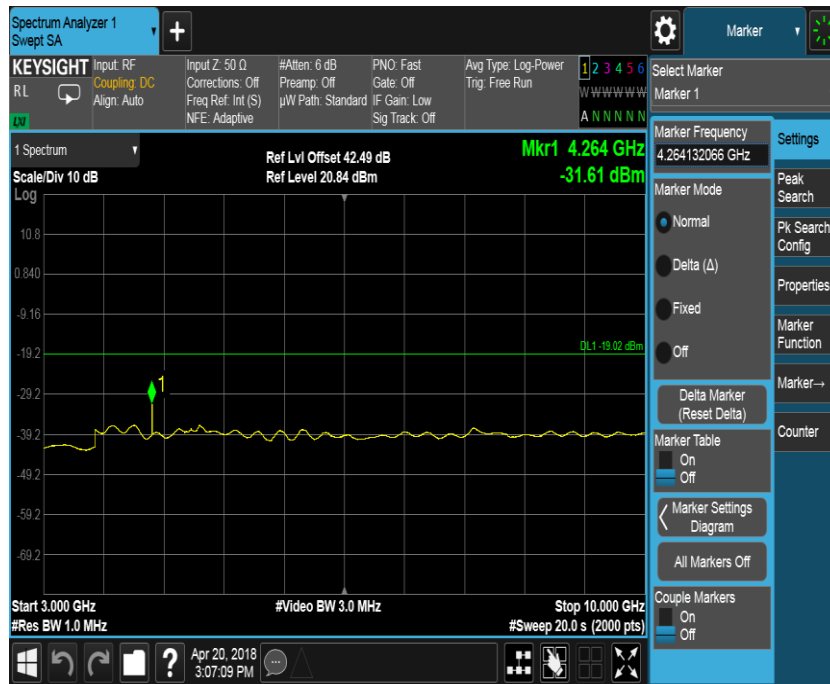 Spectrum Analyzer 1
Swept SA
+
Marker
KEYSIGHT
RL
LXI
Input: RF
Coupling: DC
Align: Auto
Input Z: 50 Ω
Corrections: Off
Freq Ref: Int (S)
NFE: Adaptive
#Atten: 6 dB
Preamp: Off
µW Path: Standard
PNO: Fast
Gate: Off
IF Gain: Low
Sig Track: Off
Avg Type: Log-Power
Trig: Free Run
1 2 3 4 5 6
W W W W W W
A N N N N N
Select Marker
Marker 1
1 Spectrum
Scale/Div 10 dB
Log
Ref Lvl Offset 42.49 dB
Ref Level 20.84 dBm
Mkr1 4.264 GHz
-31.61 dBm
10.8
0.840
-9.16
-19.2
-29.2
-39.2
-49.2
-59.2
-69.2
DL1 -19.02 dBm
1
Start 3.000 GHz
#Res BW 1.0 MHz
#Video BW 3.0 MHz
Stop 10.000 GHz
#Sweep 20.0 s (2000 pts)
Marker Frequency
4.264132066 GHz
Marker Mode
Normal
Delta (Δ)
Fixed
Off
Delta Marker
(Reset Delta)
Marker Table
On
Off
Marker Settings
Diagram
All Markers Off
Couple Markers
On
Off
Settings
Peak
Search
Pk Search
Config
Properties
Marker
Function
Marker→
Counter
?
Apr 20, 2018
3:07:09 PM